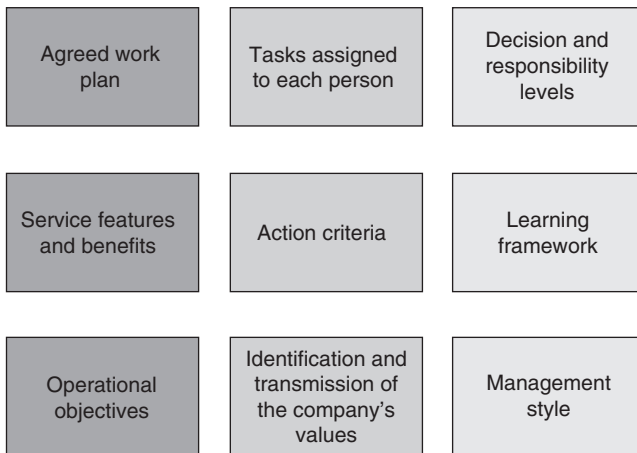 Agreed work
plan
Tasks assigned
to each person
Decision and
responsibility
levels
Service features
and benefits
Action criteria
Learning
framework
Operational
objectives
Identification and
transmission of
the company’s
values
Management
style